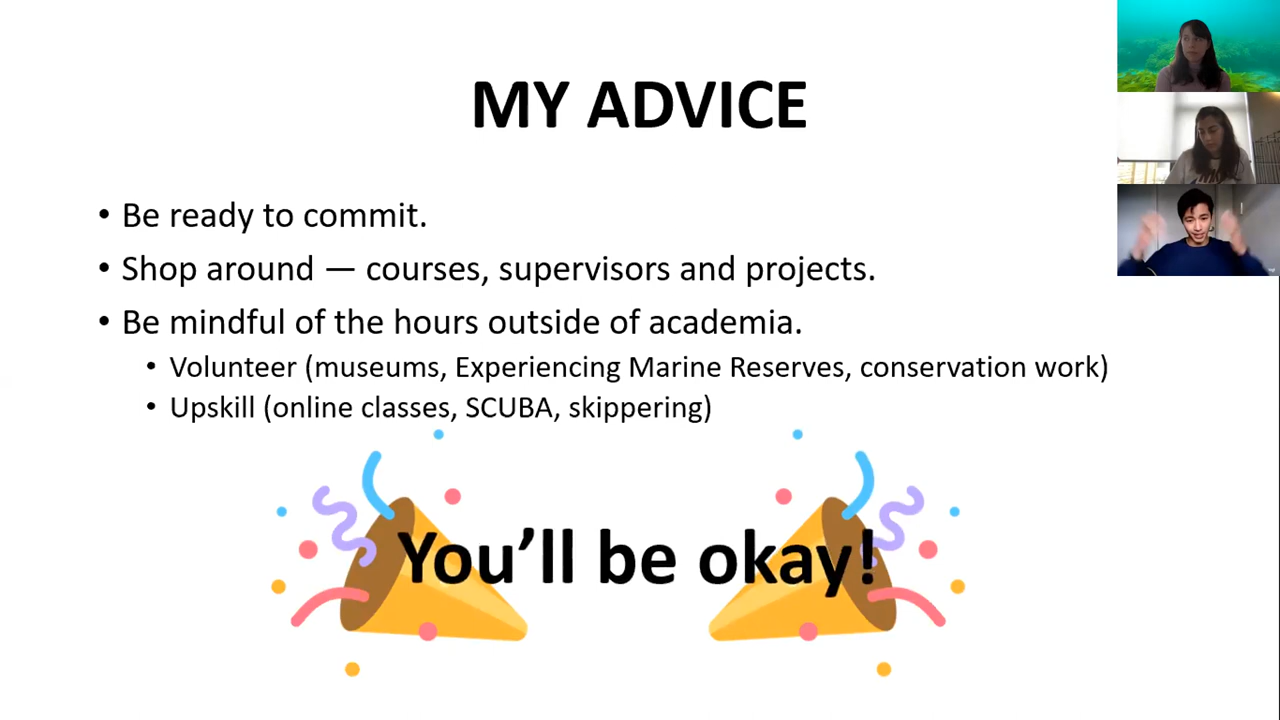 MY ADVICE
• Be ready to commit.
• Shop around — courses, supervisors and projects.
• Be mindful of the hours outside of academia.
• Volunteer (museums, Experiencing Marine Reserves, conservation work)
• Upskill (online classes, SCUBA, skippering)
You’ll be okay!